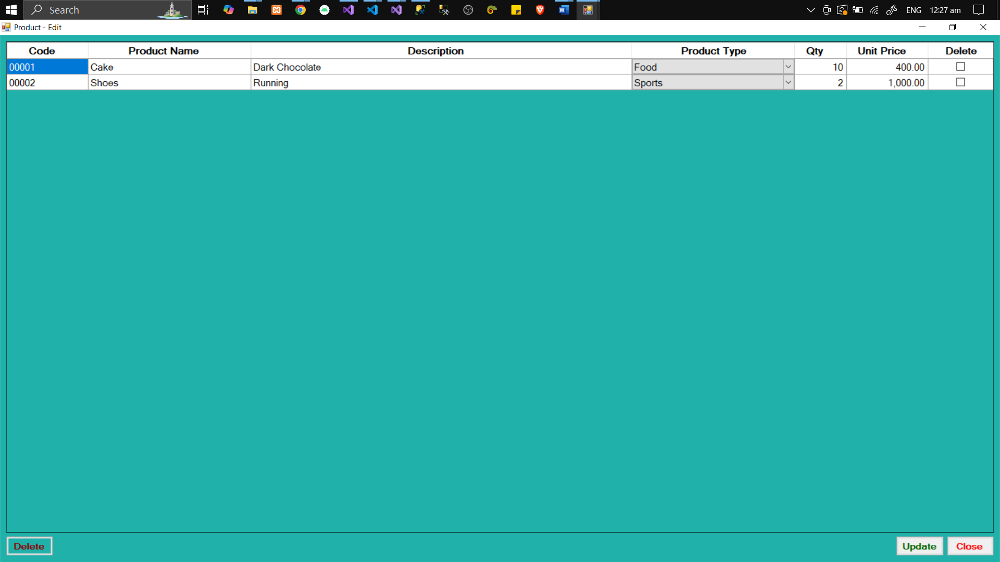 Search ENG 12:27 am
Product - Edit
Code Product Name Description Product Type Qty Unit Price Delete
00001 Cake Dark Chocolate Food 10 400.00
00002 Shoes Running Sports 2 1,000.00
Delete Update Close